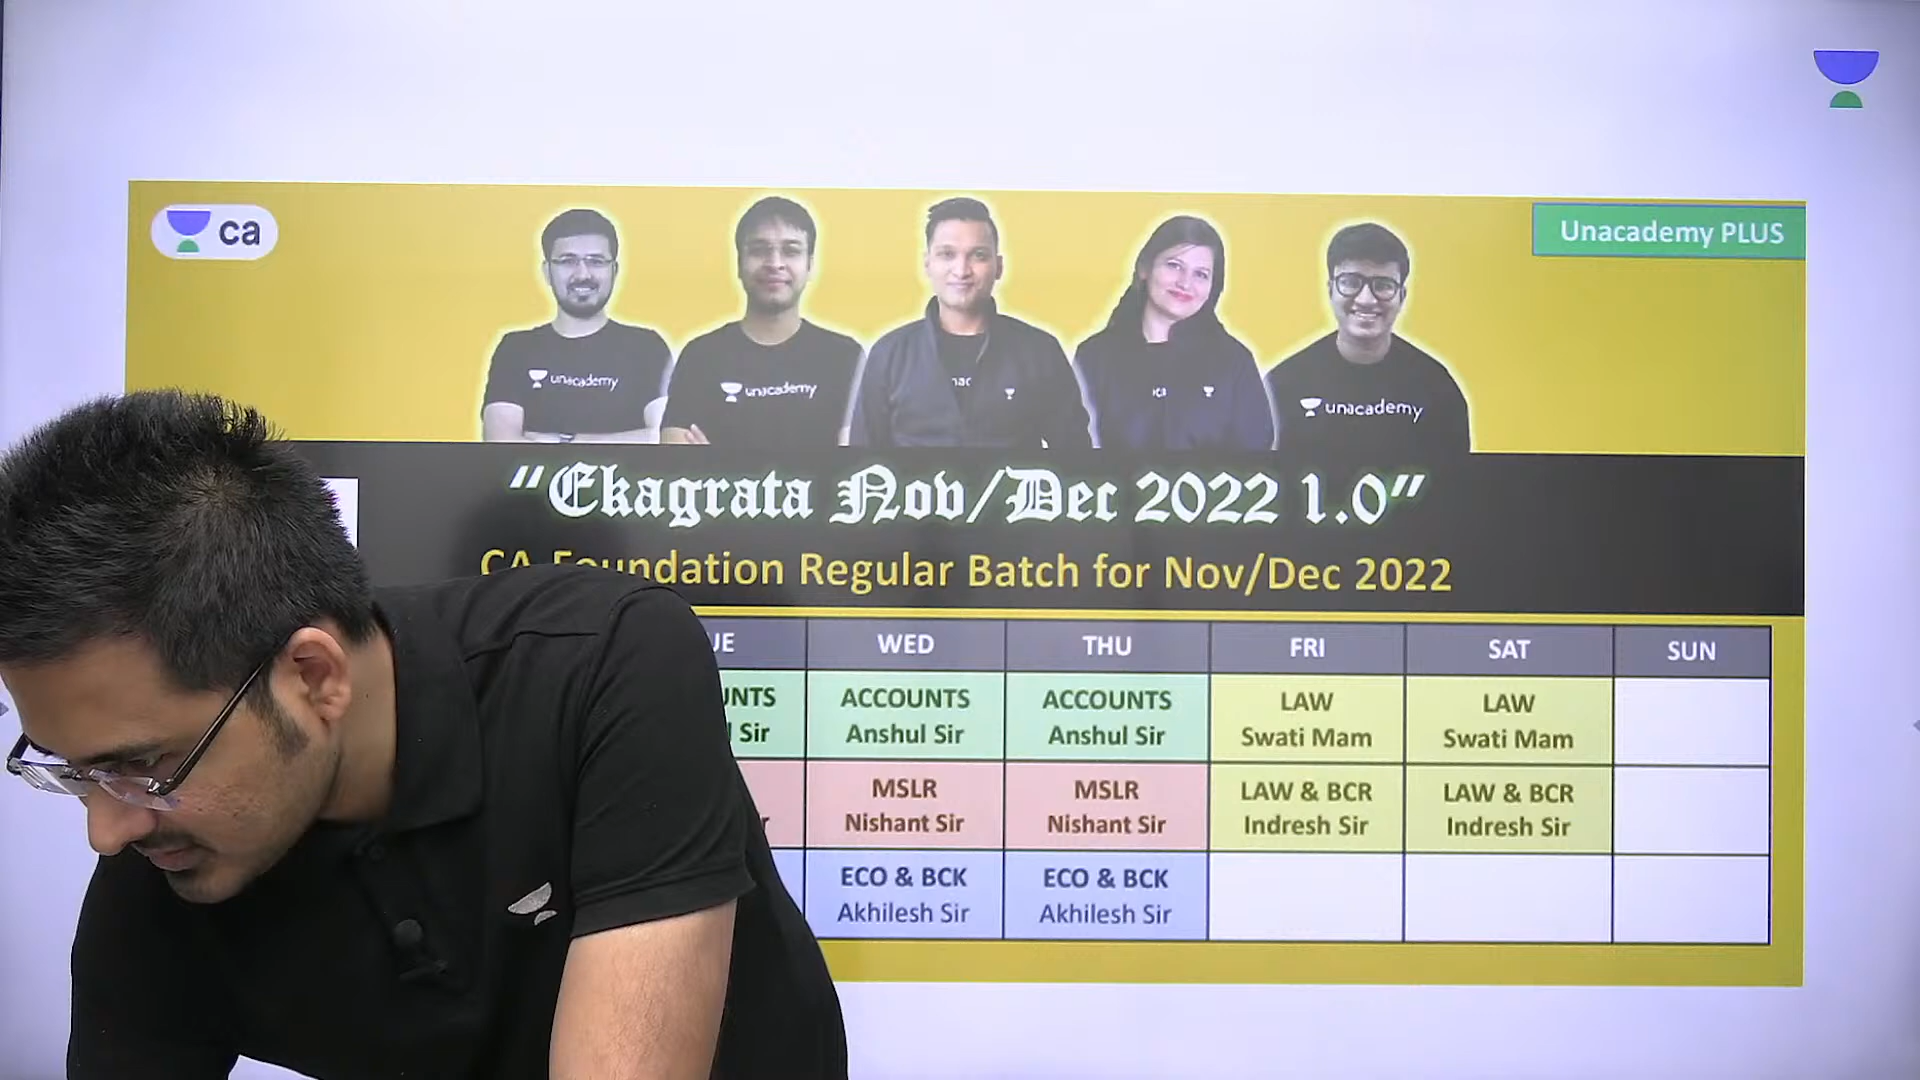 ca
Unacademy PLUS
unacademy
unacademy
unacademy
"Ekagrata Nov/Dec 2022 1.0"
Foundation Regular Batch for Nov/Dec 2022
WED THU FRI SAT SUN
ACCOUNTS ACCOUNTS LAW LAW
Sir Anshul Sir Anshul Sir Swati Mam Swati Mam
MSLR MSLR LAW & BCR LAW & BCR
Nishant Sir Nishant Sir Indresh Sir Indresh Sir
ECO & BCK ECO & BCK
Akhilesh Sir Akhilesh Sir